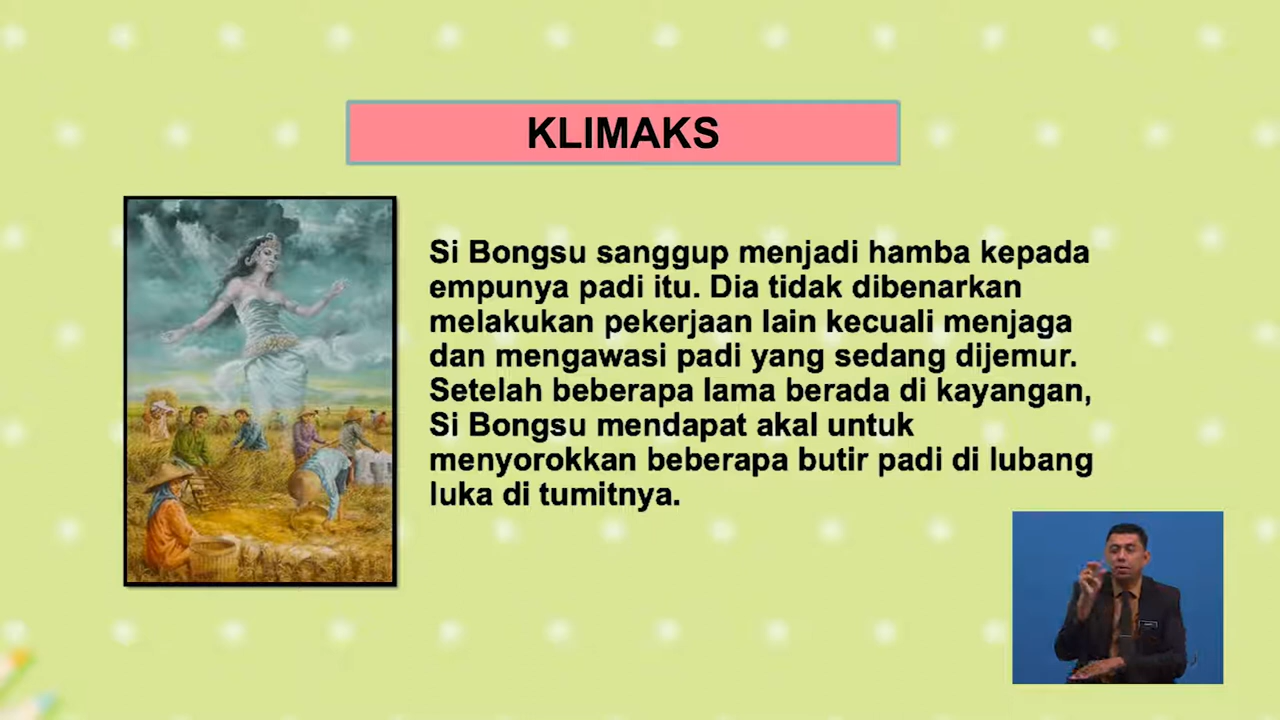 KLIMAKS
Si Bongsu sanggup menjadi hamba kepada
empunya padi itu. Dia tidak dibenarkan
melakukan pekerjaan lain kecuali menjaga
dan mengawasi padi yang sedang dijemur.
Setelah beberapa lama berada di kayangan,
Si Bongsu mendapat akal untuk
menyorokkan beberapa butir padi di lubang
luka di tumitnya.